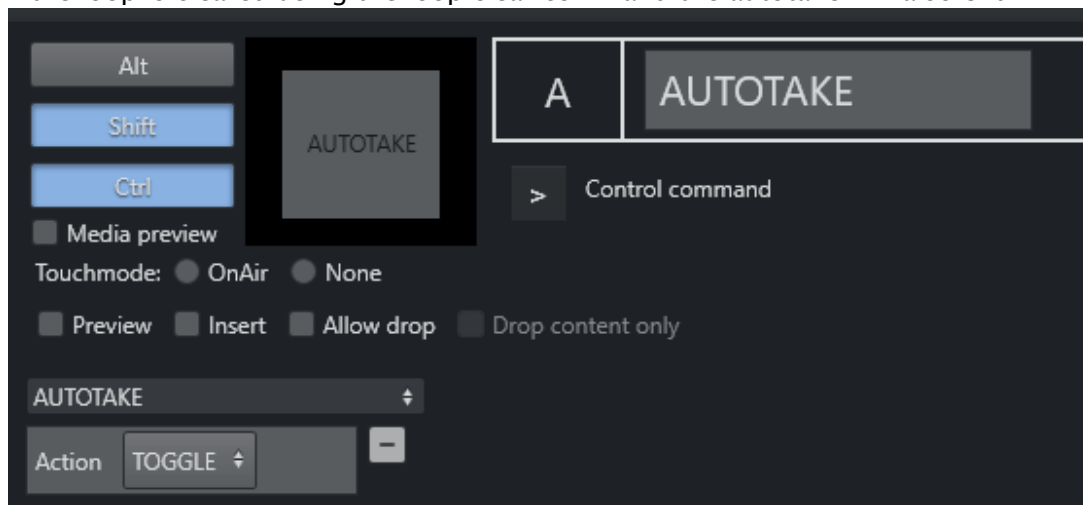 Alt
Shift
Ctrl
AUTOTAKE
A
AUTOTAKE
> Control command
Media preview
Touchmode: OnAir None
Preview Insert Allow drop Drop content only
AUTOTAKE
Action TOGGLE −